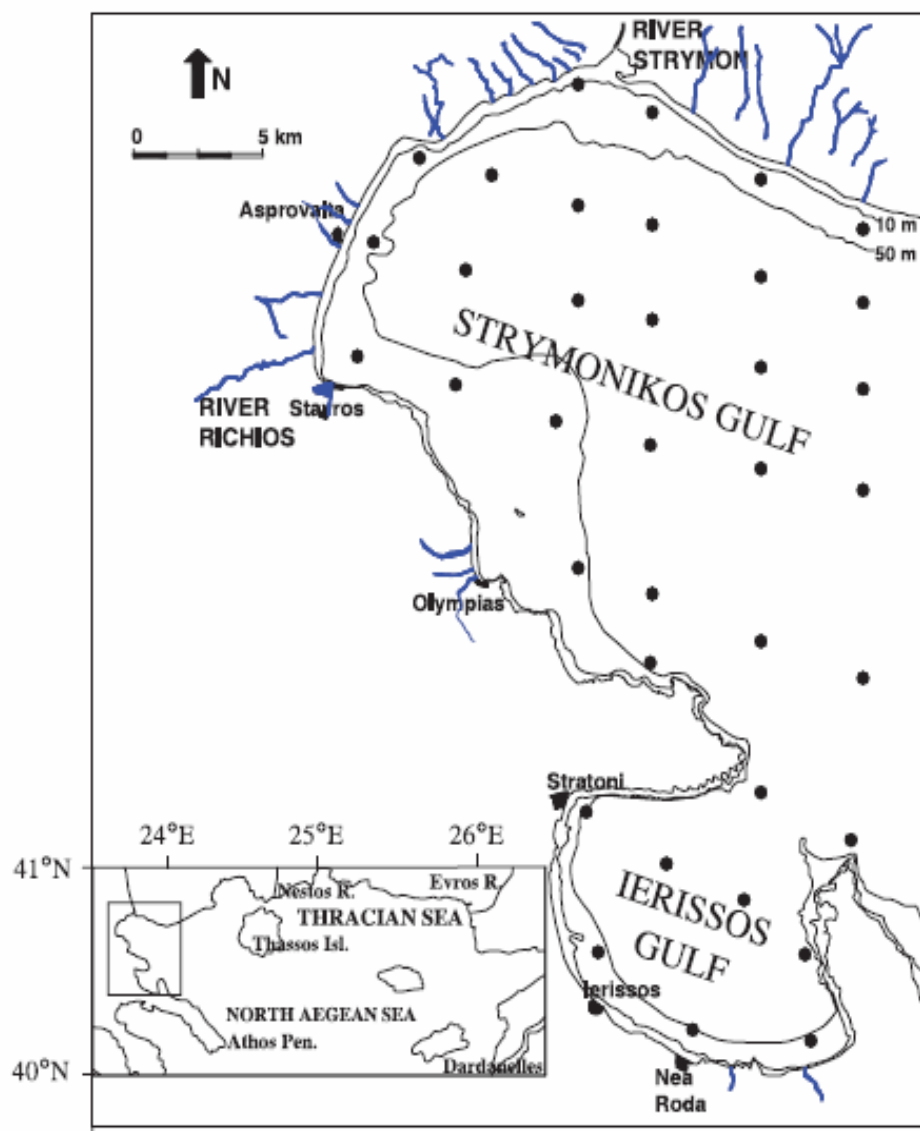 RIVER
STRYMON
N
0 5 km
Asprovalta
10 m
50 m
STRYMONIKOS GULF
RIVER
RICHIOS
Stavros
Olympias
Stratoni
24°E 25°E 26°E
41°N
Nestos R.
Evros R.
THRACIAN SEA
Thassos Isl.
IERISSOS
GULF
Ierissos
NORTH AEGEAN SEA
Athos Pen.
Dardanelles
40°N
Nea
Roda